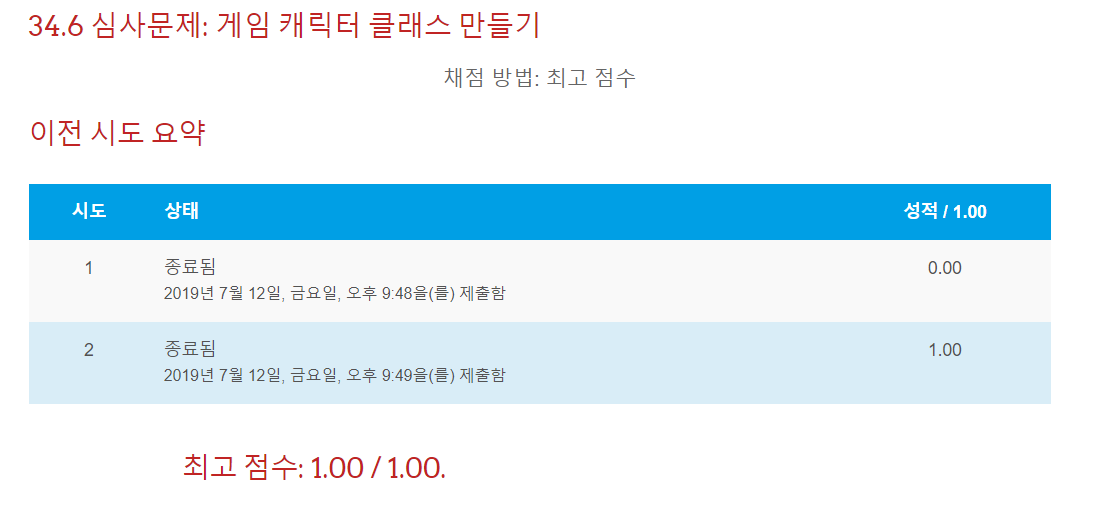 34.6 심사문제: 게임 캐릭터 클래스 만들기
채점 방법: 최고 점수
이전 시도 요약
시도 상태 성적 / 1.00
1 종료됨 0.00
2019년 7월 12일, 금요일, 오후 9:48을(를) 제출함
2 종료됨 1.00
2019년 7월 12일, 금요일, 오후 9:49을(를) 제출함
최고 점수: 1.00 / 1.00.